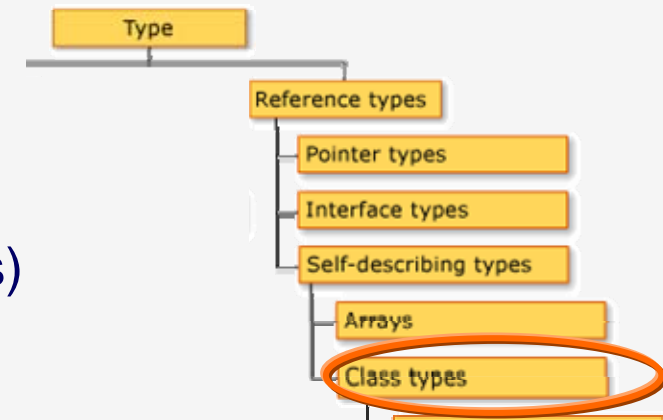 Type
Reference types
Pointer types
Interface types
s)
Self-describing types
Arrays
Class types